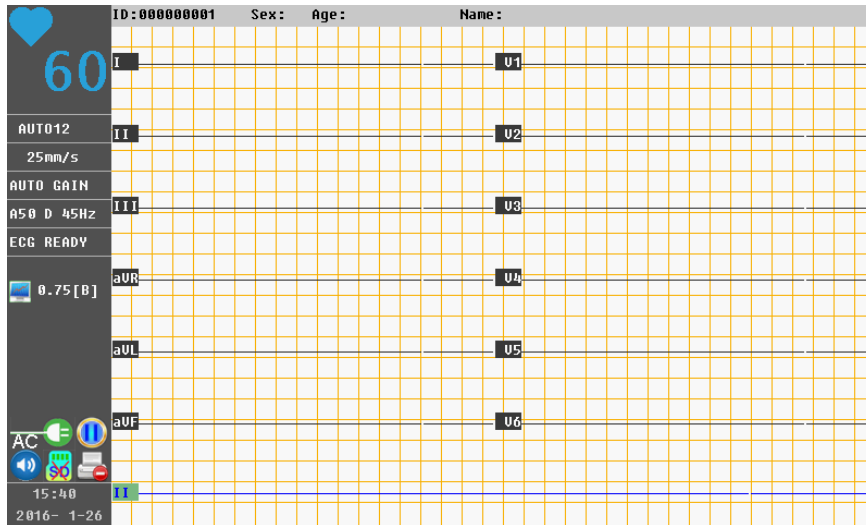 ID:000000001 Sex: Age: Name:
60
AUTO12
25mm/s
AUTO GAIN
A50 D 45Hz
ECG READY
0.75[B]
AC
SD
15:40
2016- 1-26
I V1
II V2
III V3
aVR V4
aVL V5
aVF V6
II